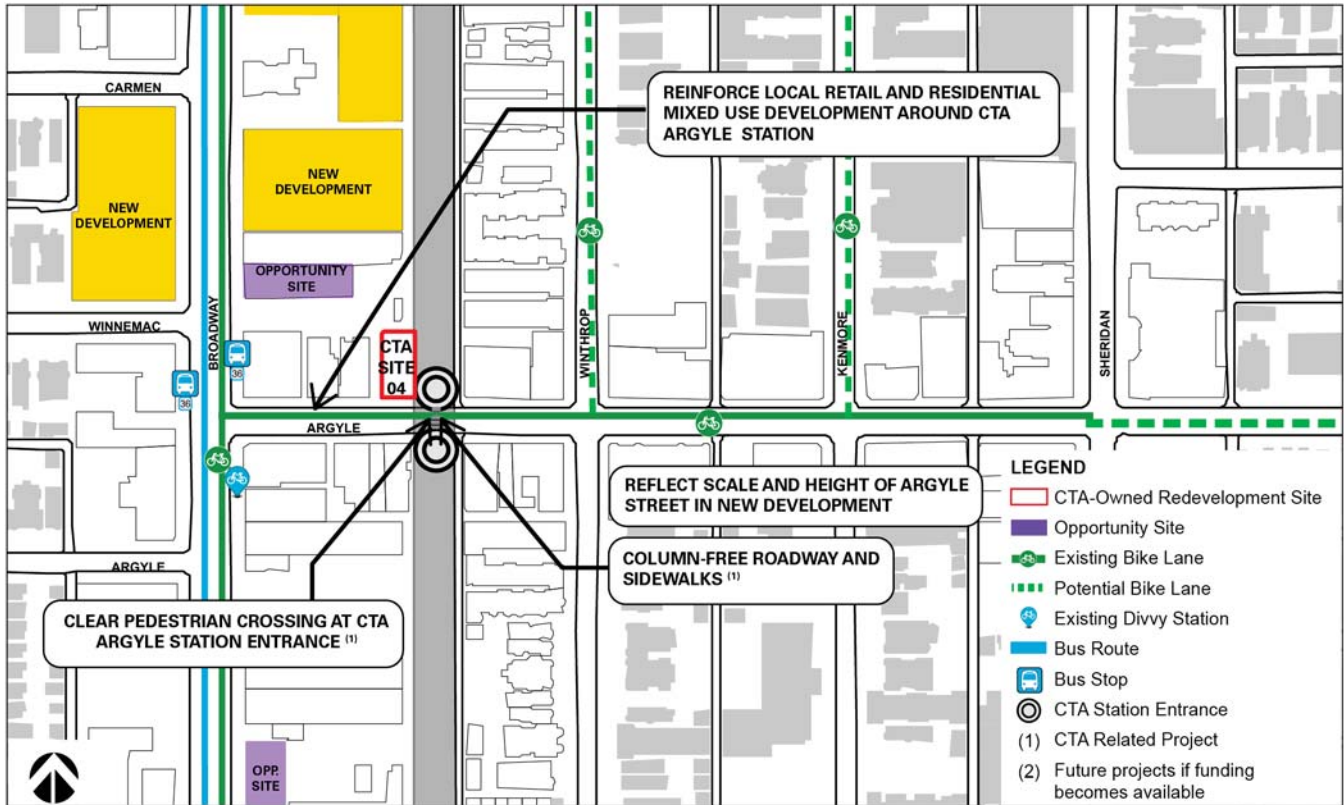 CARMEN
NEW
DEVELOPMENT
NEW
DEVELOPMENT
REINFORCE LOCAL RETAIL AND RESIDENTIAL
MIXED USE DEVELOPMENT AROUND CTA
ARGYLE STATION
OPPORTUNITY
SITE
WINNEMAC
BROADWAY
36
36
CTA
SITE
04
WINTHROP
KENMORE
SHERIDAN
ARGYLE
REFLECT SCALE AND HEIGHT OF ARGYLE
STREET IN NEW DEVELOPMENT
COLUMN-FREE ROADWAY AND
SIDEWALKS (1)
ARGYLE
CLEAR PEDESTRIAN CROSSING AT CTA
ARGYLE STATION ENTRANCE (1)
OPP.
SITE
LEGEND
CTA-Owned Redevelopment Site
Opportunity Site
Existing Bike Lane
Potential Bike Lane
Existing Divvy Station
Bus Route
Bus Stop
CTA Station Entrance
(1) CTA Related Project
(2) Future projects if funding
becomes available